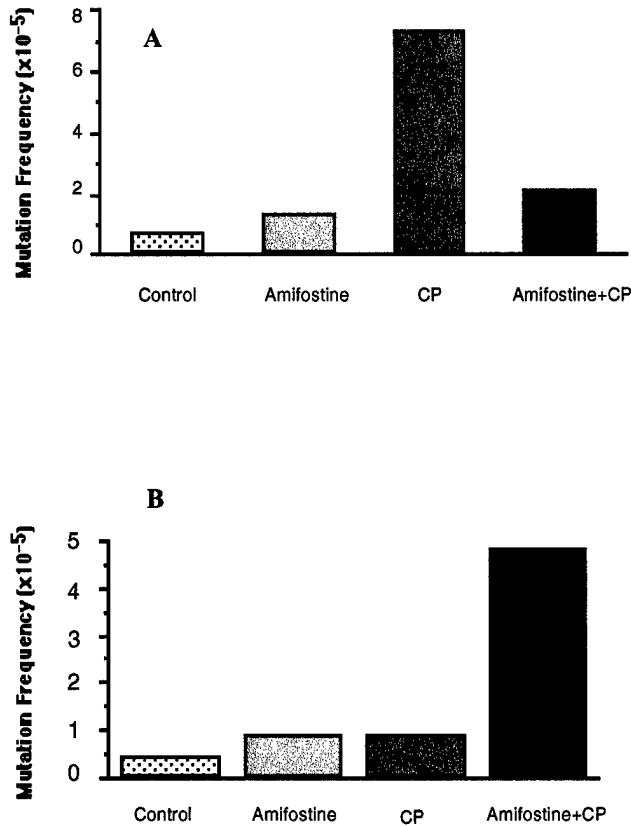 A
Mutation Frequency (x10⁻⁵)
8
6
4
2
0
Control Amifostine CP Amifostine+CP
B
Mutation Frequency (x10⁻⁵)
5
4
3
2
1
0
Control Amifostine CP Amifostine+CP